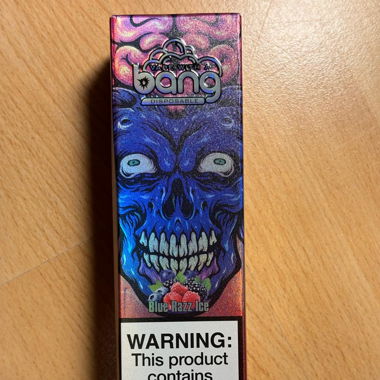 bang
DISPOSABLE
Blue Razz Ice
WARNING:
This product
contains